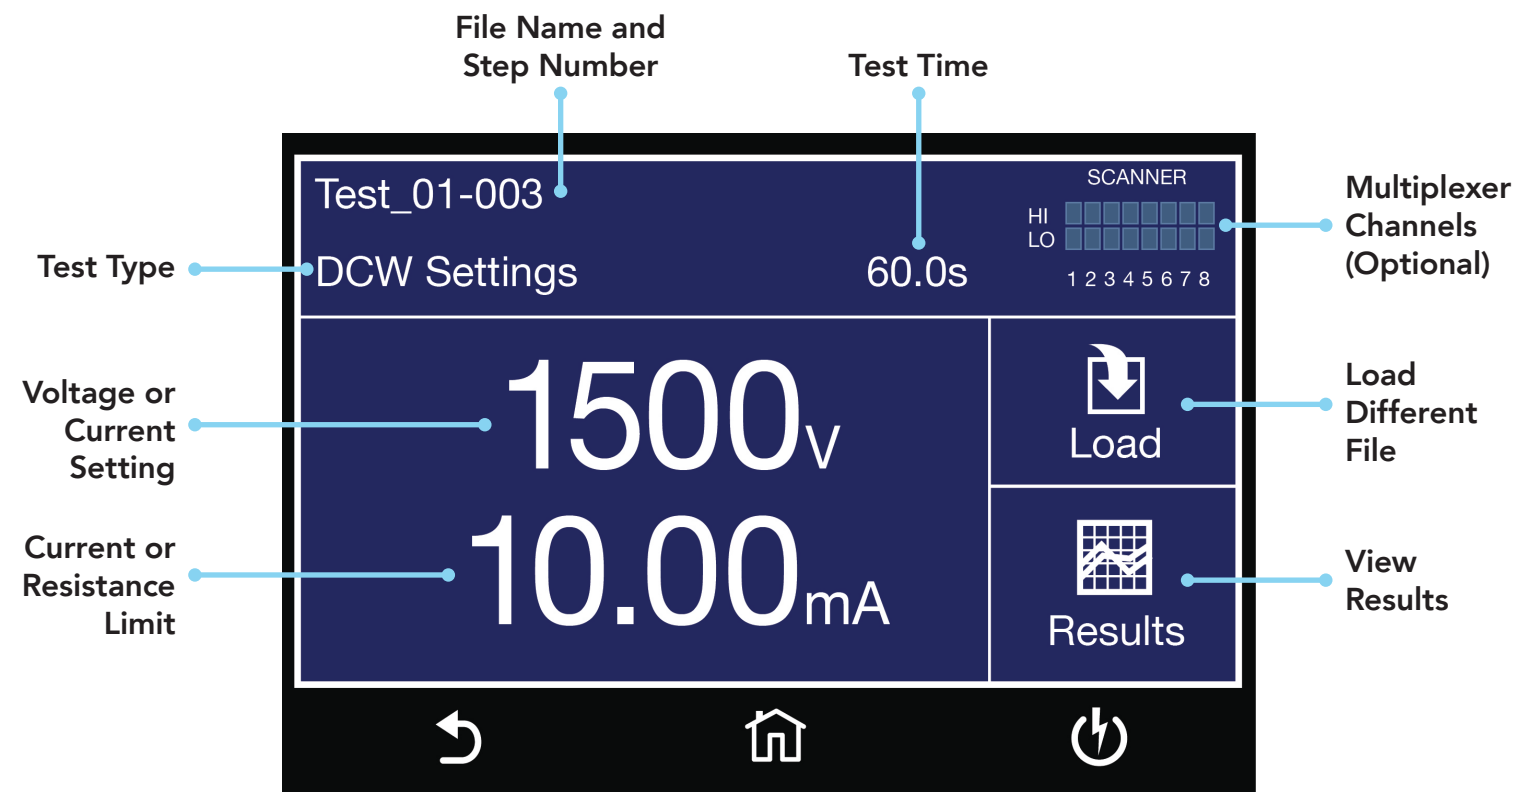 File Name and
Step Number
Test Time
Test_01-003
SCANNER
HI
LO
1 2 3 4 5 6 7 8
Multiplexer
Channels
(Optional)
Test Type
DCW Settings
60.0s
Voltage or
Current
Setting
1500V
Load
Load
Different
File
Current or
Resistance
Limit
10.00mA
Results
View
Results